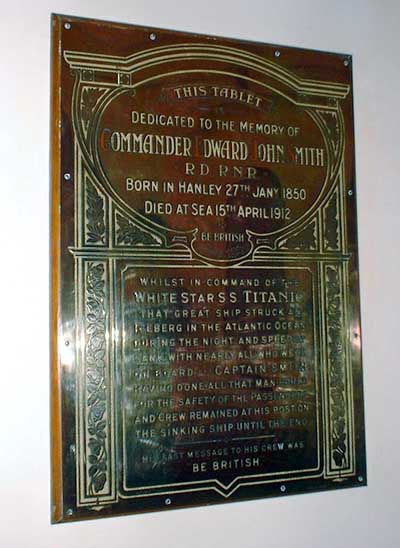 THIS TABLET
IS
DEDICATED TO THE MEMORY OF
COMMANDER EDWARD JOHN SMITH
R D R N R
BORN IN HANLEY 27TH JANY 1850
DIED AT SEA 15TH APRIL 1912
BE BRITISH
WHILST IN COMMAND OF THE
WHITE STAR S S TITANIC
THAT GREAT SHIP STRUCK AN
ICEBERG IN THE ATLANTIC OCEAN
DURING THE NIGHT AND SPEEDILY
SANK WITH NEARLY ALL WHO WERE
ON BOARD CAPTAIN SMITH
HAVING DONE ALL THAT MAN COULD
FOR THE SAFETY OF THE PASSENGERS
AND CREW REMAINED AT HIS POST ON
THE SINKING SHIP UNTIL THE END
HIS LAST MESSAGE TO HIS CREW WAS
BE BRITISH